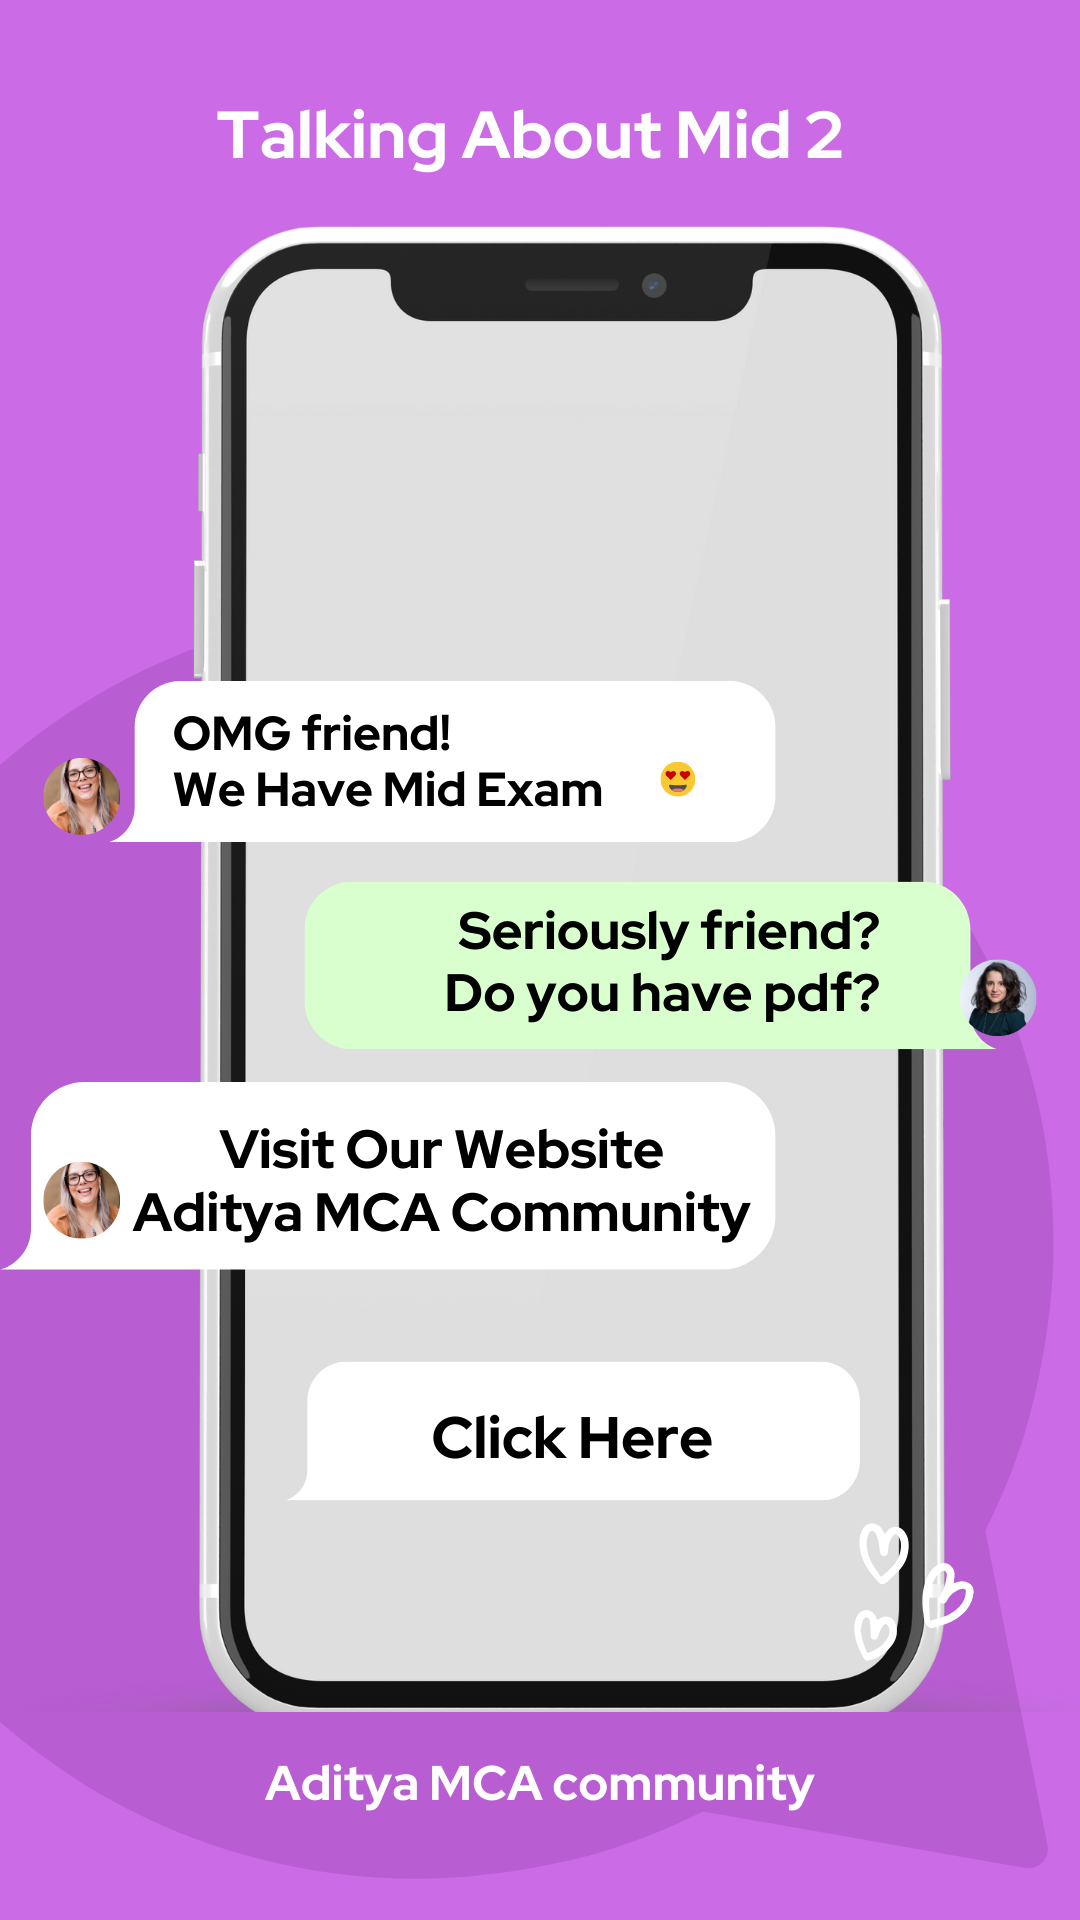 Talking About Mid 2
OMG friend!
We Have Mid Exam 😍
Seriously friend?
Do you have pdf?
Visit Our Website
Aditya MCA Community
Click Here
Aditya MCA community